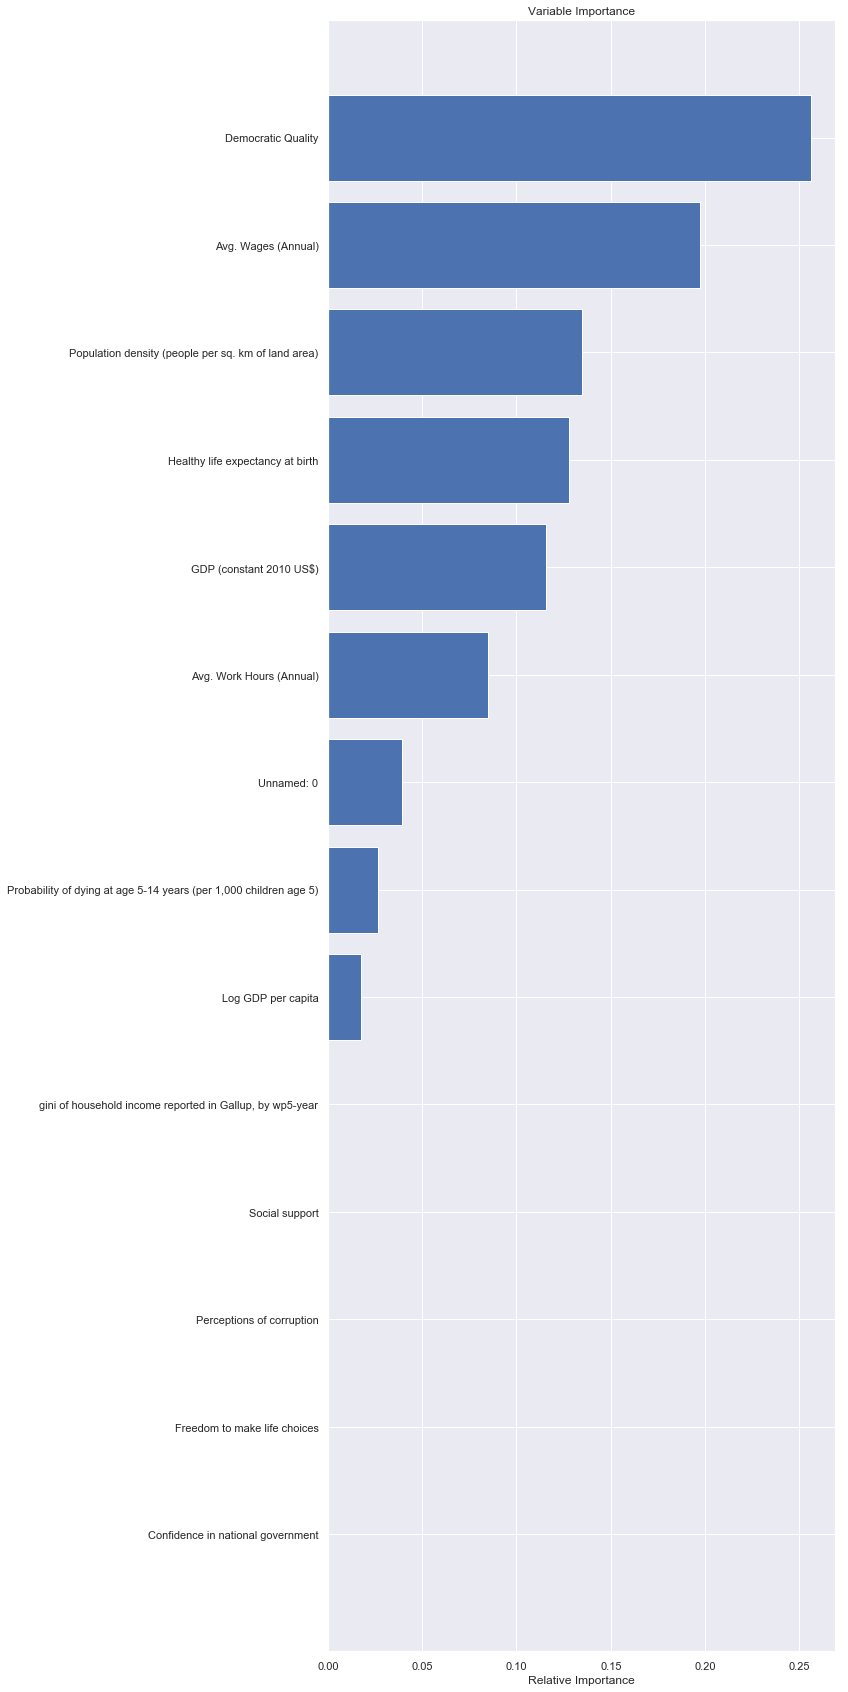 Variable Importance
Democratic Quality
Avg. Wages (Annual)
Population density (people per sq. km of land area)
Healthy life expectancy at birth
GDP (constant 2010 US$)
Avg. Work Hours (Annual)
Unnamed: 0
Probability of dying at age 5-14 years (per 1,000 children age 5)
Log GDP per capita
gini of household income reported in Gallup, by wp5-year
Social support
Perceptions of corruption
Freedom to make life choices
Confidence in national government
0.00 0.05 0.10 0.15 0.20 0.25
Relative Importance